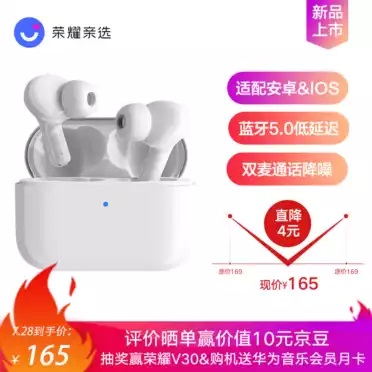 荣耀亲选
新品
上市
适配安卓&IOS
蓝牙5.0低延迟
双麦通话降噪
直降
4元
原价169
原价169
现价¥165
7.28到手价:
¥165
评价晒单赢价值10元京豆
抽奖赢荣耀V30&购机送华为音乐会员月卡